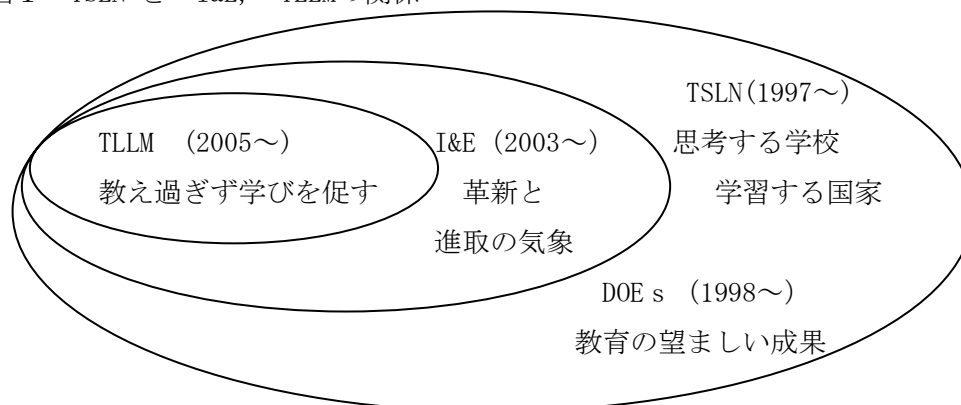 TSLN(1997～)
TLLM (2005～)
I&E (2003～)
思考する学校
教え過ぎず学びを促す
革新と
学習する国家
進取の気象
DOEs (1998～)
教育の望ましい成果